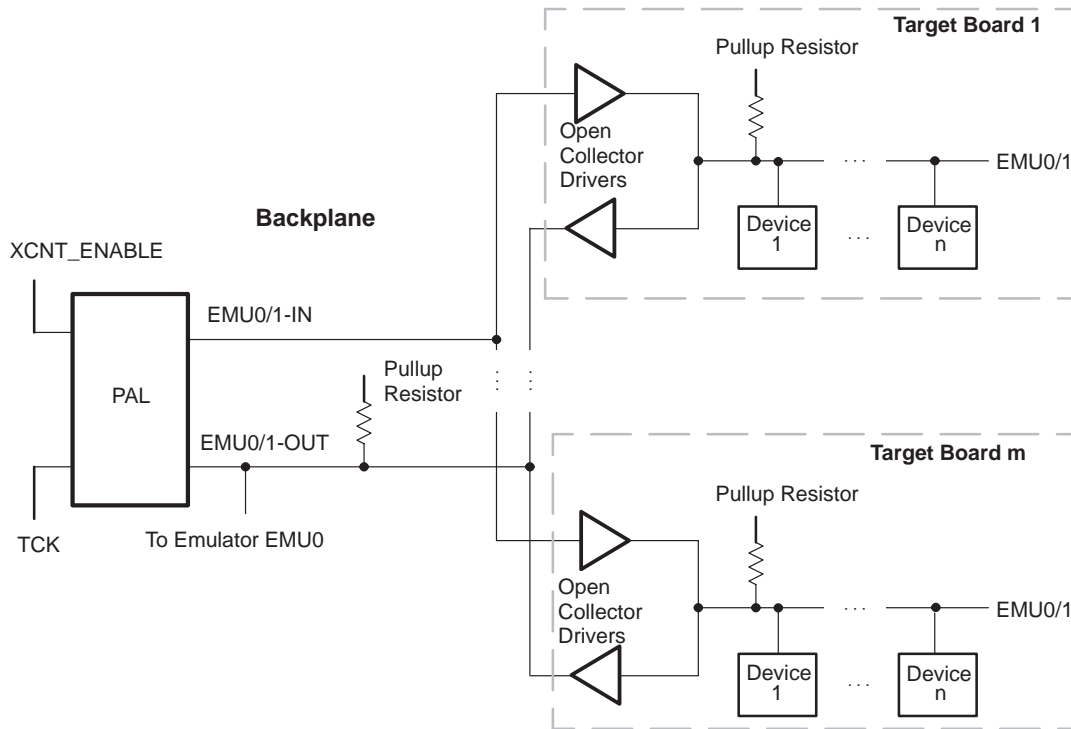 Target Board 1
Pullup Resistor
Open
Collector
Drivers
. . .
EMU0/1
Device
1
. . .
Device
n
Backplane
XCNT_ENABLE
EMU0/1-IN
PAL
Pullup
Resistor
. . .
. . .
EMU0/1-OUT
TCK
To Emulator EMU0
Target Board m
Pullup Resistor
Open
Collector
Drivers
. . .
EMU0/1
Device
1
. . .
Device
n